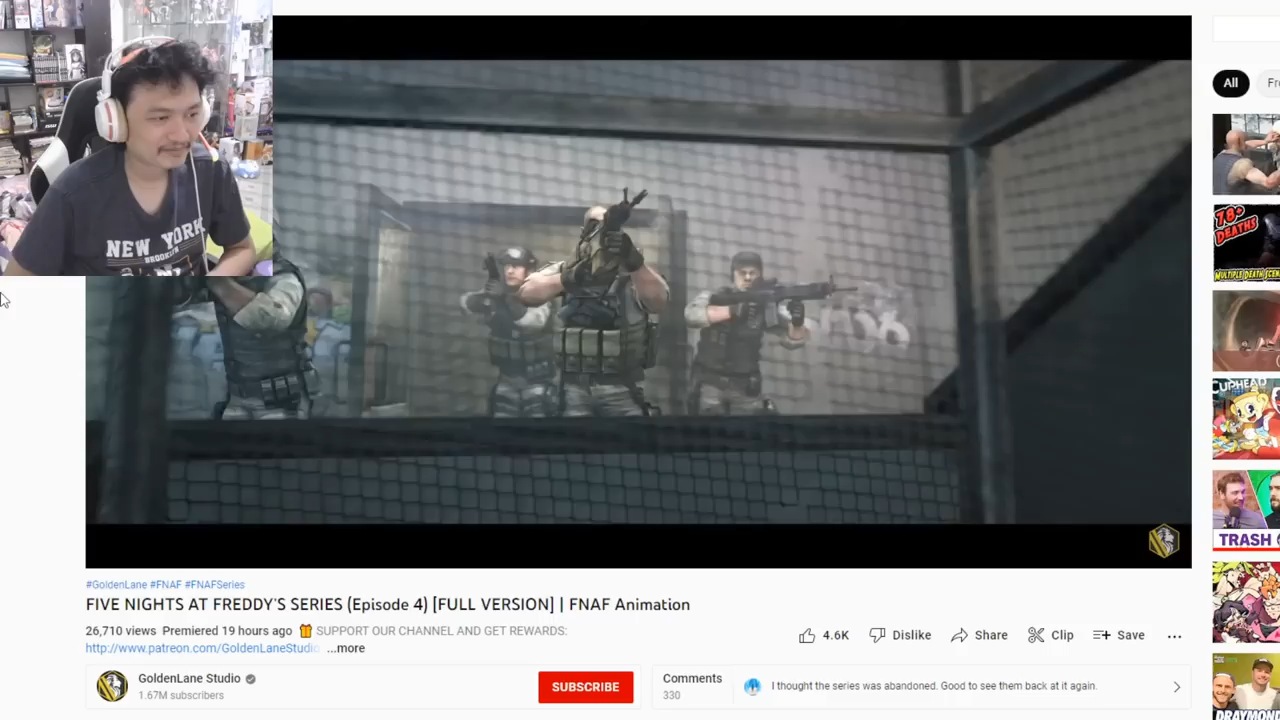 NEW YORK
BROOKLYN
All
78+
DEATHS
CUPHEAD
TRASH
#GoldenLane #FNAF #FNAFSeries
FIVE NIGHTS AT FREDDY'S SERIES (Episode 4) [FULL VERSION] | FNAF Animation
26,710 views Premiered 19 hours ago SUPPORT OUR CHANNEL AND GET REWARDS:
4.6K Dislike Share Clip Save
http://www.patreon.com/GoldenLaneStudio ...more
GoldenLane Studio
1.67M subscribers
SUBSCRIBE
Comments
330
I thought the series was abandoned. Good to see them back at it again.